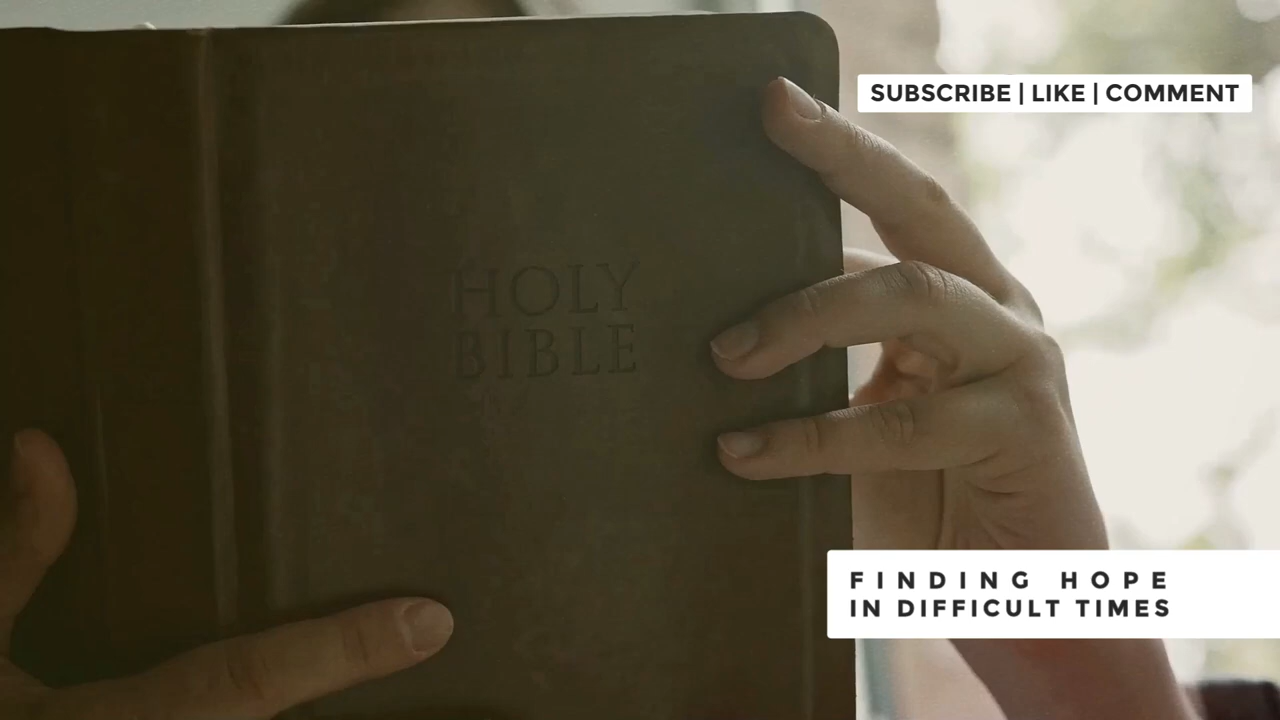 SUBSCRIBE | LIKE | COMMENT
HOLY
BIBLE
FINDING HOPE
IN DIFFICULT TIMES